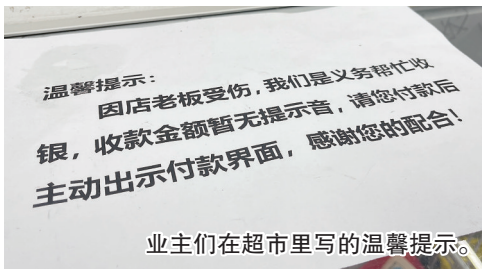 温馨提示：
因店老板受伤，我们是义务帮忙收
银，收款金额暂无提示音，请您付款后
主动出示付款界面，感谢您的配合！
业主们在超市里写的温馨提示。